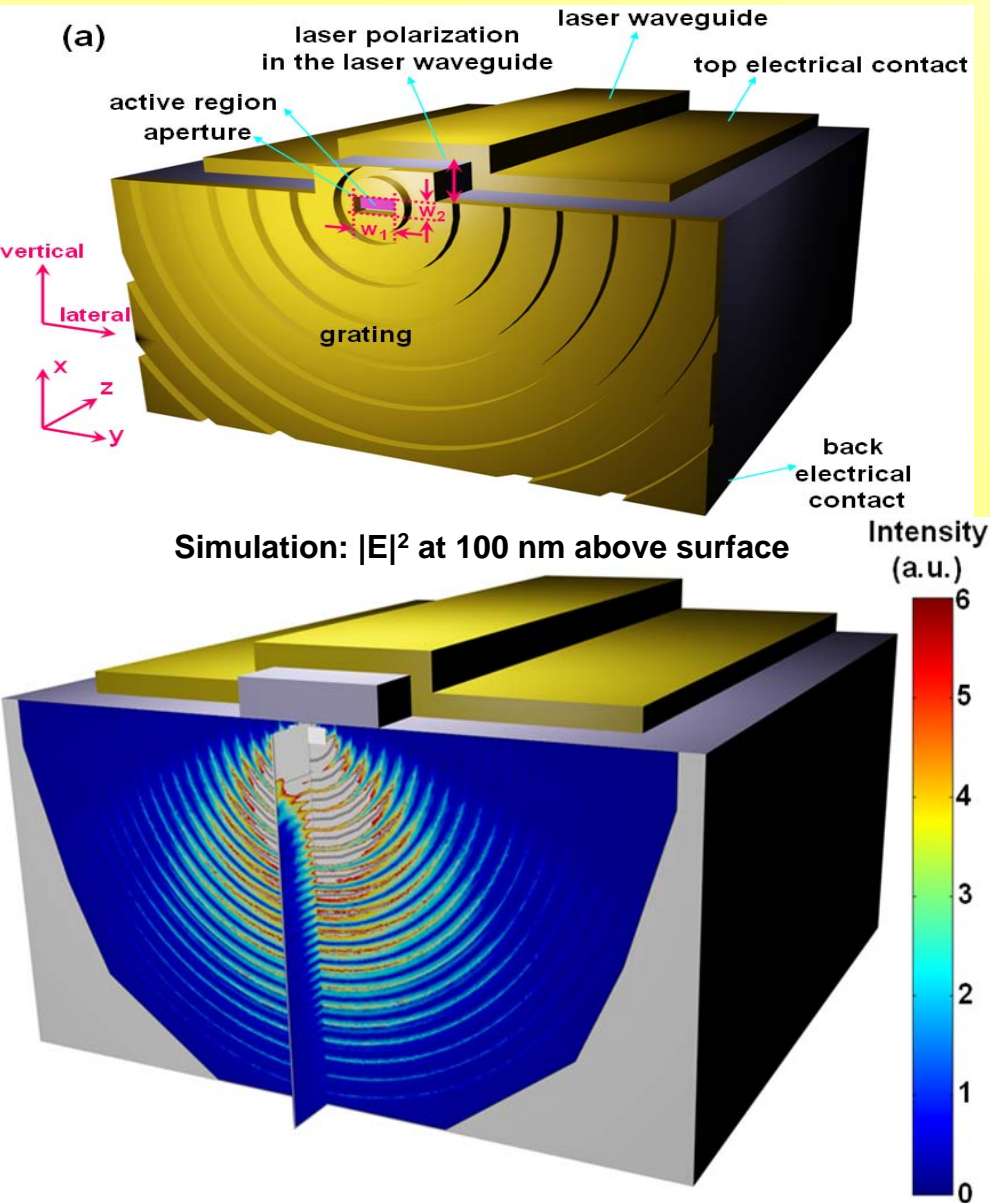 (a)
laser waveguide
laser polarization
in the laser waveguide
top electrical contact
active region
aperture
w2
w1
vertical
lateral
grating
x
z
y
back
electrical
contact
Simulation: |E|² at 100 nm above surface
Intensity
(a.u.)
6
5
4
3
2
1
0